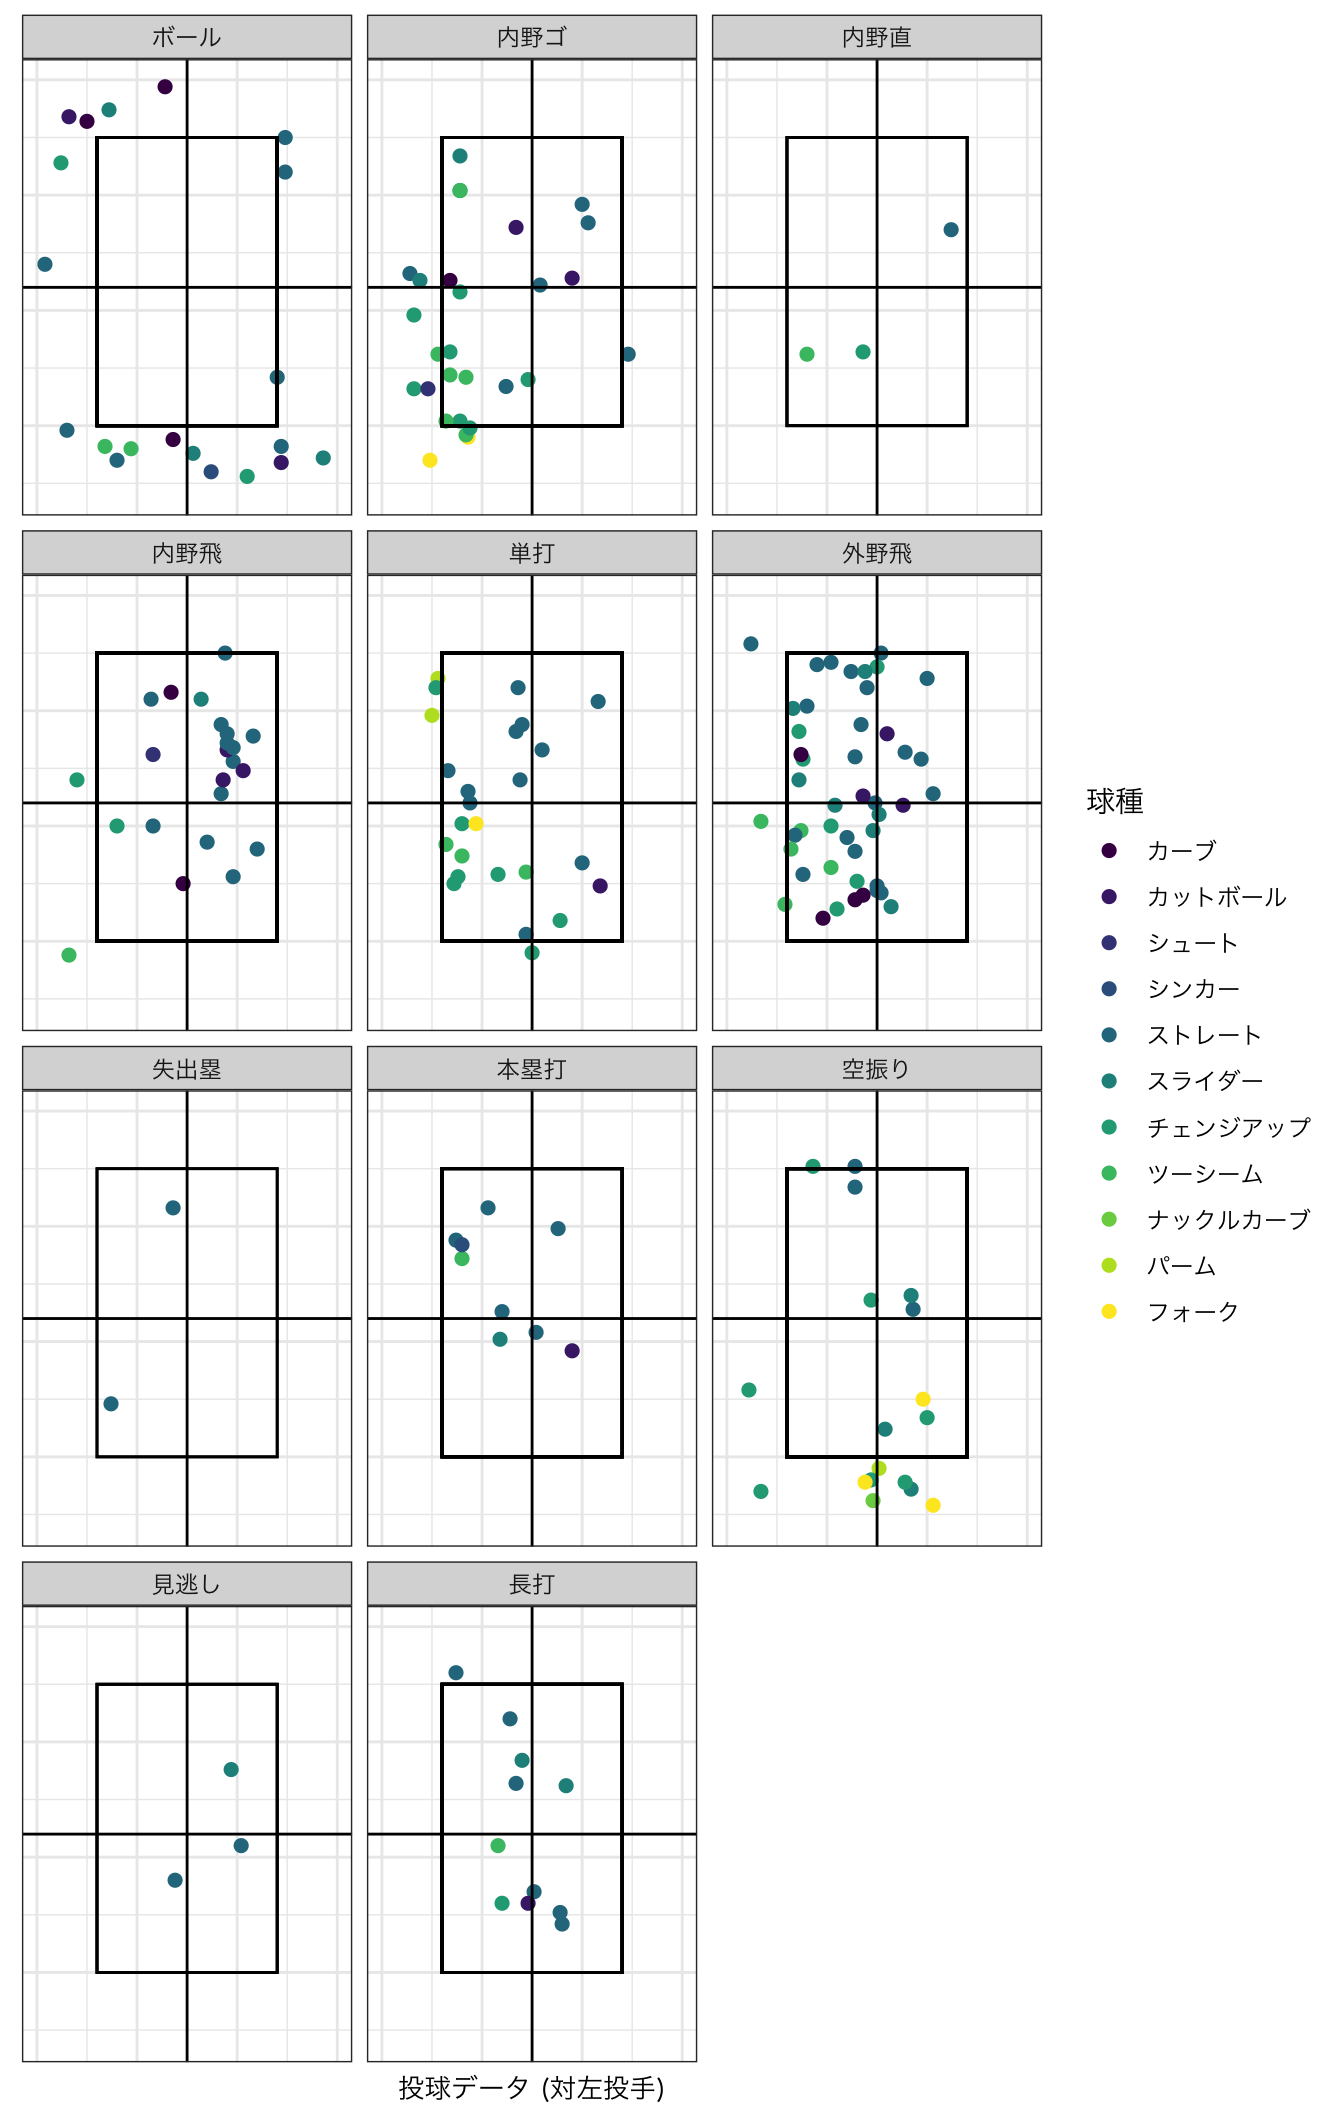 ボール
内野ゴ
内野直
内野飛
単打
外野飛
失出塁
本塁打
空振り
見逃し
長打
球種
カーブ
カットボール
シュート
シンカー
ストレート
スライダー
チェンジアップ
ツーシーム
ナックルカーブ
パーム
フォーク
投球データ (対左投手)